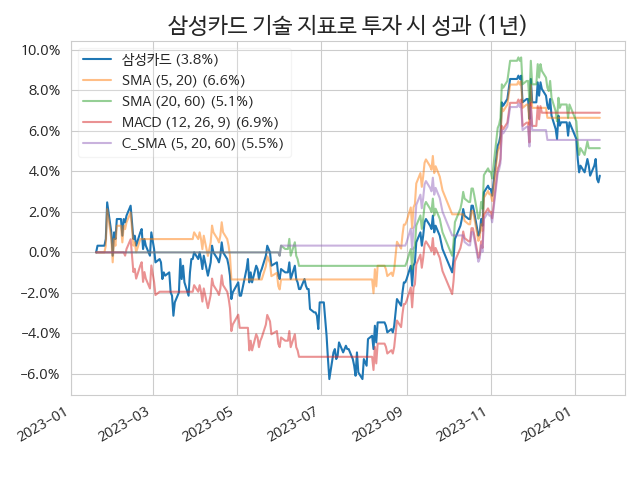 삼성카드 기술 지표로 투자 시 성과 (1년)
10.0%
8.0%
6.0%
4.0%
2.0%
0.0%
−2.0%
−4.0%
−6.0%
삼성카드 (3.8%)
SMA (5, 20) (6.6%)
SMA (20, 60) (5.1%)
MACD (12, 26, 9) (6.9%)
C_SMA (5, 20, 60) (5.5%)
2023−01
2023−03
2023−05
2023−07
2023−09
2023−11
2024−01